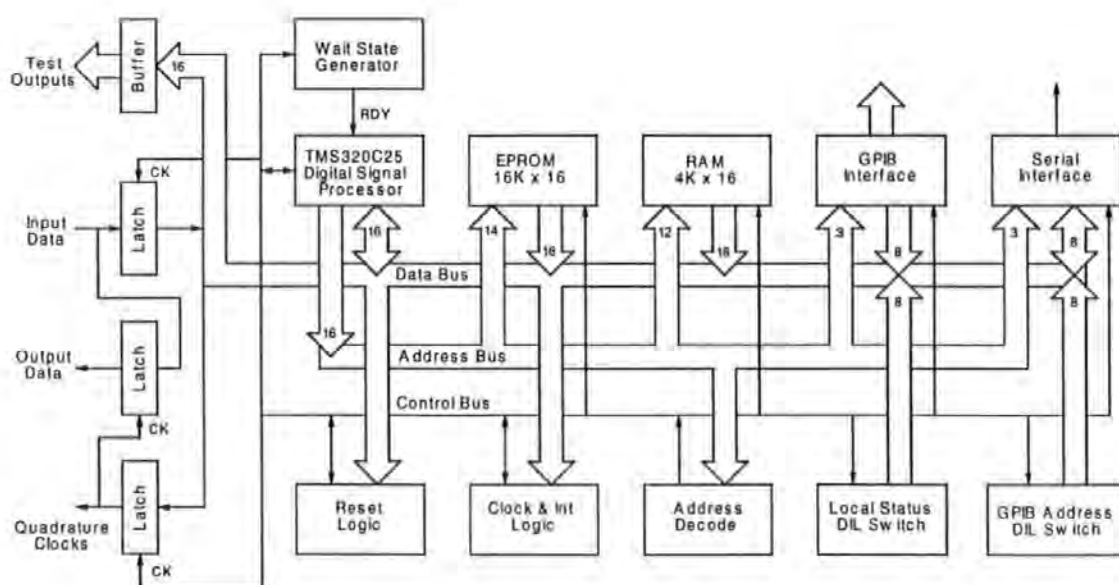 Test
Outputs
Buffer
16
Wait State
Generator
RDY
CK
TMS320C25
Digital Signal
Processor
EPROM
16K x 16
RAM
4K x 16
GPIB
Interface
Serial
Interface
Input
Data
Latch
16
14
16
12
16
3
8
3
8
Data Bus
8
8
16
Output
Data
Latch
Address Bus
Control Bus
CK
Quadrature
Clocks
Latch
CK
Reset
Logic
Clock & Init
Logic
Address
Decode
Local Status
DIL Switch
GPIB Address
DIL Switch